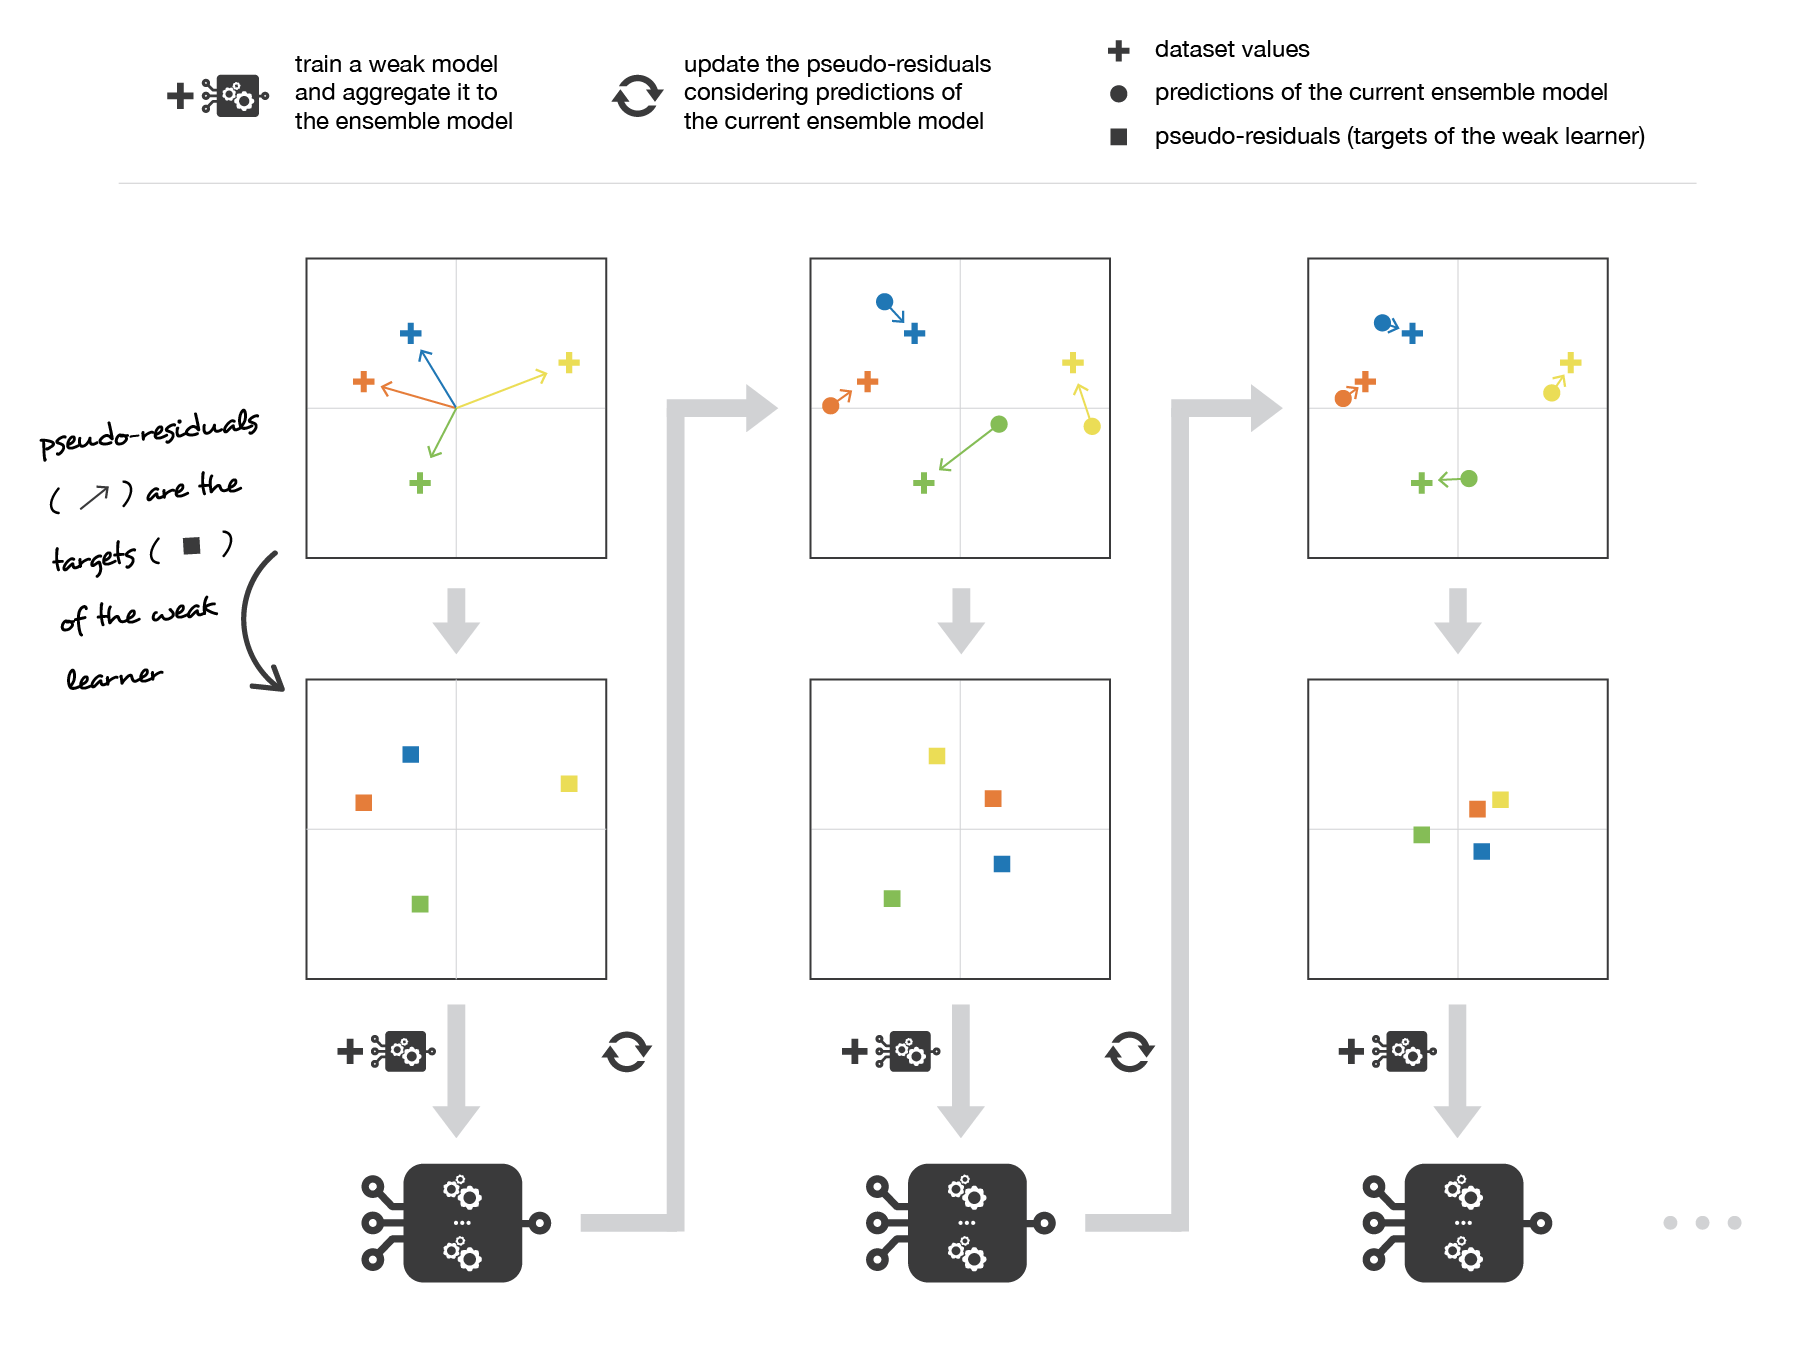 train a weak model
and aggregate it to
the ensemble model
update the pseudo-residuals
considering predictions of
the current ensemble model
dataset values
predictions of the current ensemble model
pseudo-residuals (targets of the weak learner)
pseudo-residuals
( ↗ ) are the
targets ( ■ )
of the weak
learner